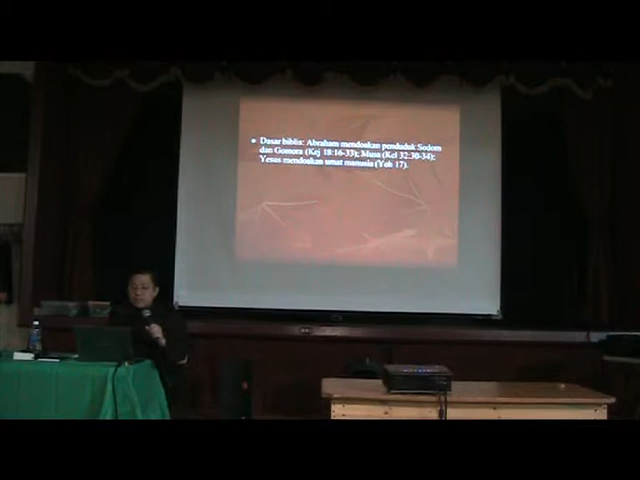 • Dasar biblis: Abraham mendoakan penduduk Sodom
dan Gomora (Kej 18:16-33); Musa (Kel 32:30-34);
Yesus mendoakan umat manusia (Yoh 17).